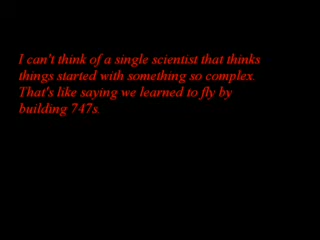 I can't think of a single scientist that thinks
things started with something so complex.
That's like saying we learned to fly by
building 747s.